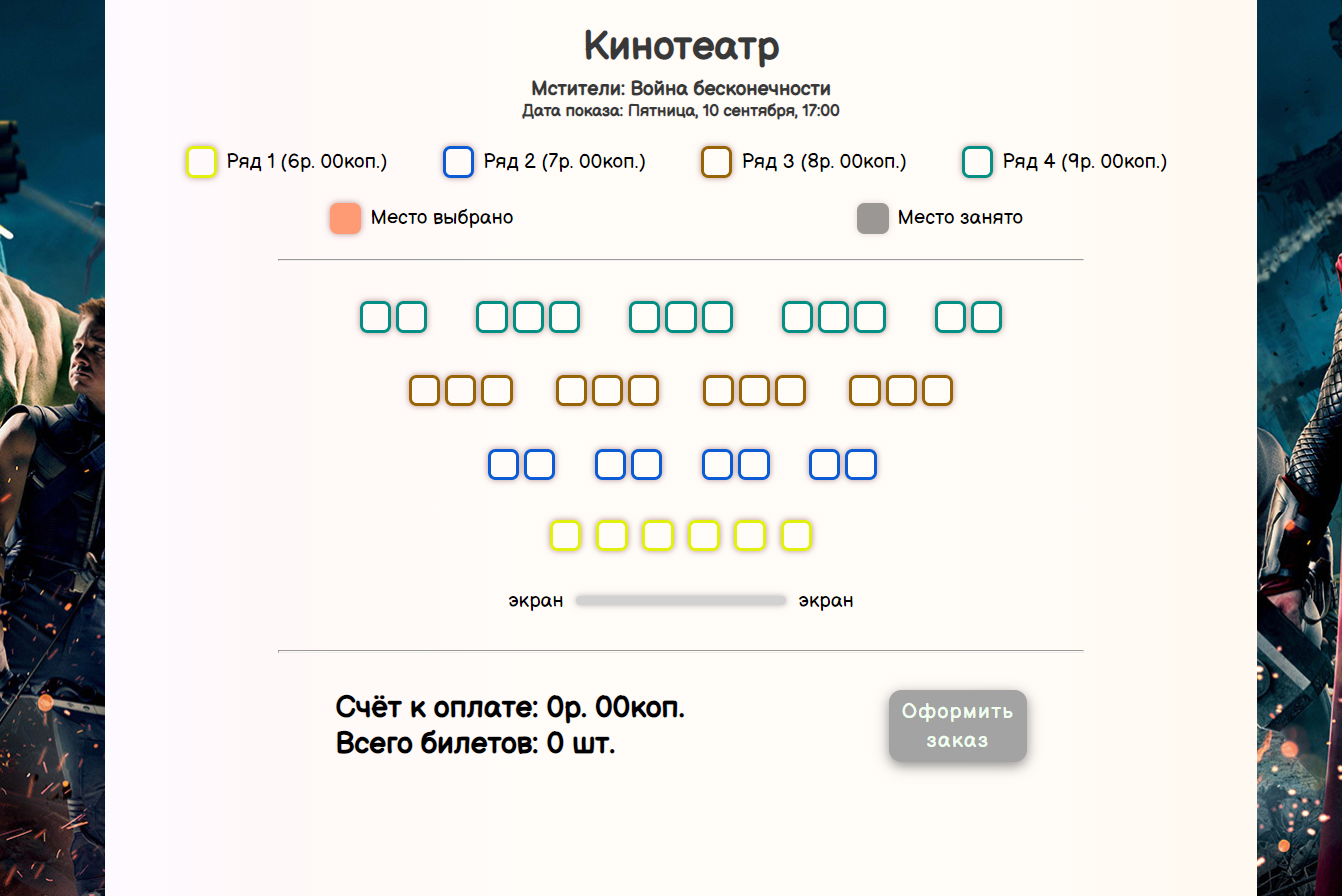 Кинотеатр
Мстители: Война бесконечности
Дата показа: Пятница, 10 сентября, 17:00
Ряд 1 (6р. 00коп.)
Ряд 2 (7р. 00коп.)
Ряд 3 (8р. 00коп.)
Ряд 4 (9р. 00коп.)
Место выбрано
Место занято
экран
экран
Счёт к оплате: 0р. 00коп.
Всего билетов: 0 шт.
Оформить
заказ